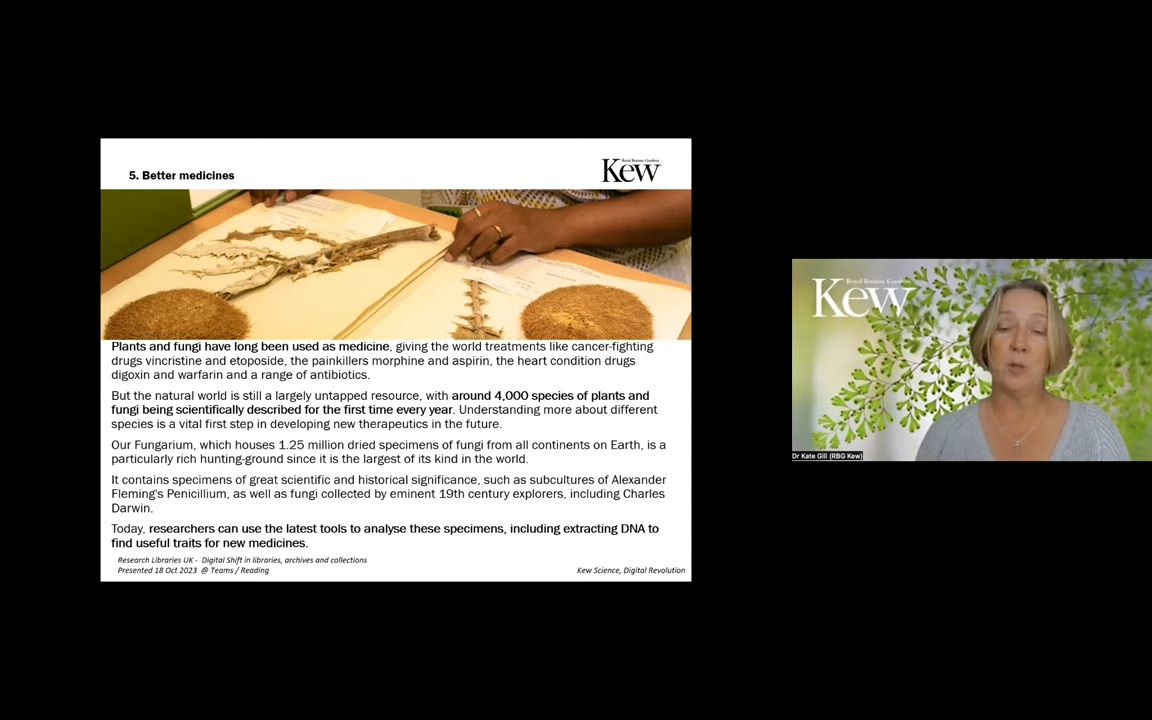 5. Better medicines
Royal Botanic Gardens
Kew
Plants and fungi have long been used as medicine, giving the world treatments like cancer-fighting
drugs vincristine and etoposide, the painkillers morphine and aspirin, the heart condition drugs
digoxin and warfarin and a range of antibiotics.
But the natural world is still a largely untapped resource, with around 4,000 species of plants and
fungi being scientifically described for the first time every year. Understanding more about different
species is a vital first step in developing new therapeutics in the future.
Our Fungarium, which houses 1.25 million dried specimens of fungi from all continents on Earth, is a
particularly rich hunting-ground since it is the largest of its kind in the world.
It contains specimens of great scientific and historical significance, such as subcultures of Alexander
Fleming's Penicillium, as well as fungi collected by eminent 19th century explorers, including Charles
Darwin.
Today, researchers can use the latest tools to analyse these specimens, including extracting DNA to
find useful traits for new medicines.
Research Libraries UK - Digital Shift in libraries, archives and collections
Presented 18 Oct 2023 @ Teams / Reading
Kew Science, Digital Revolution
Royal Botanic Gardens
Kew
Dr Kate Gill (RBG Kew)